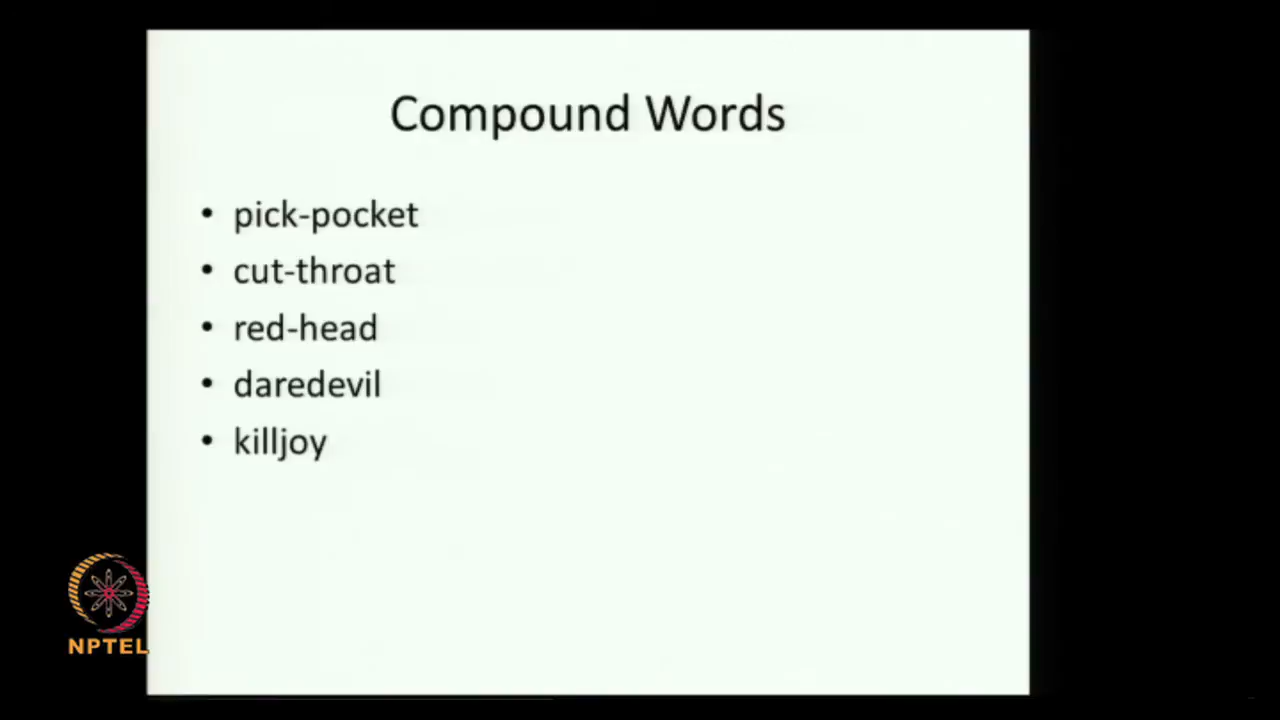 Compound Words
• pick-pocket
• cut-throat
• red-head
• daredevil
• killjoy
NPTEL